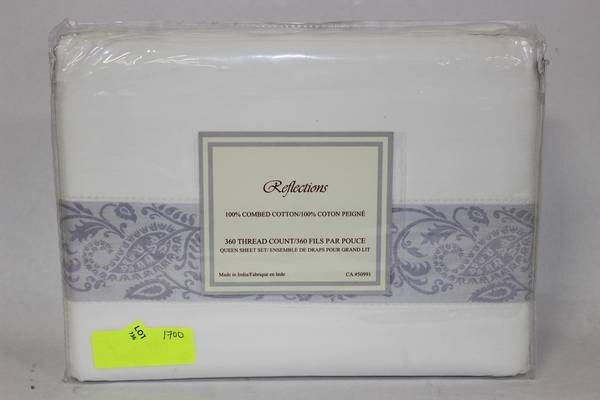 Reflections
100% COMBED COTTON/100% COTON PEIGNÉ
360 THREAD COUNT/360 FILS PAR POUCE
QUEEN SHEET SET/ ENSEMBLE DE DRAPS POUR GRAND LIT
Made in India/Fabriqué en Inde CA #50991
LOT 1700